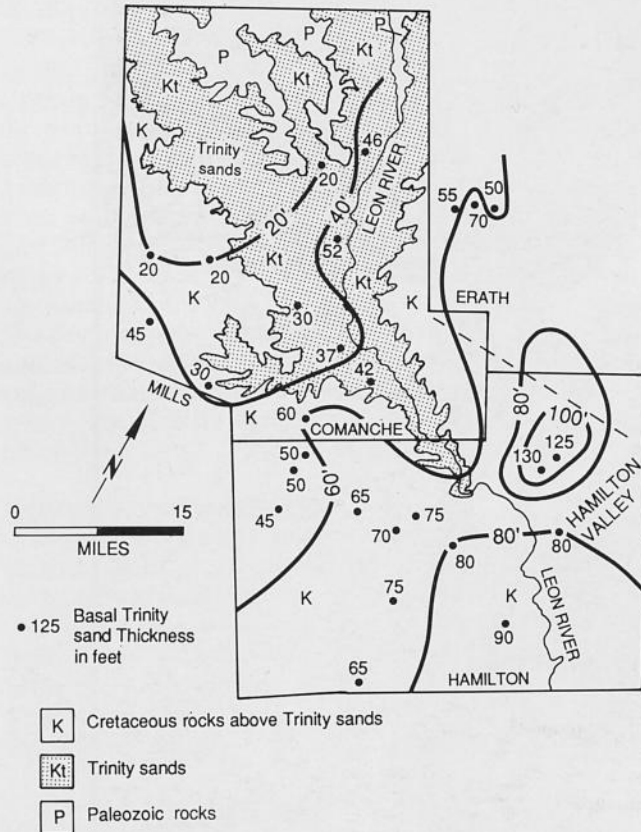 P
P
Kt
K
Kt
Kt
K
Trinity
sands
Kt
46
20
LEON RIVER
55
50
70
20'
40'
52
20
20
Kt
Kt
K
K
ERATH
45
30
37
30
42
MILLS
80'
100'
K
60
COMANCHE
125
130
50
50
60'
HAMILTON
VALLEY
N
45
65
75
70
80'
80
80
0
15
MILES
LEON RIVER
K
75
K
125
Basal Trinity
sand Thickness
in feet
90
65
HAMILTON
K Cretaceous rocks above Trinity sands
Kt Trinity sands
P Paleozoic rocks